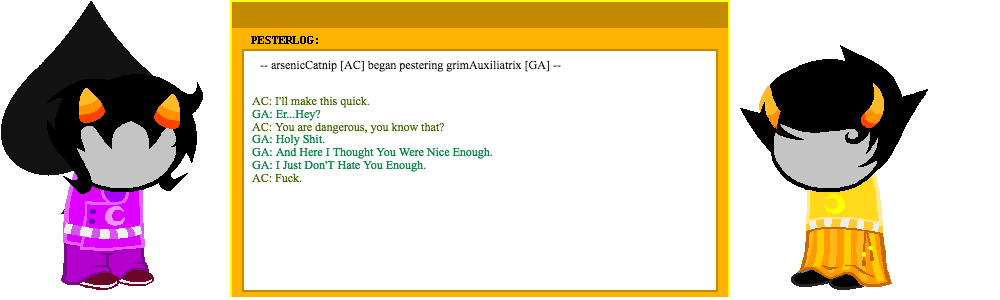 PESTERLOG:
-- arsenicCatnip [AC] began pestering grimAuxiliatrix [GA] --
AC: I'll make this quick.
GA: Er...Hey?
AC: You are dangerous, you know that?
GA: Holy Shit.
GA: And Here I Thought You Were Nice Enough.
GA: I Just Don'T Hate You Enough.
AC: Fuck.